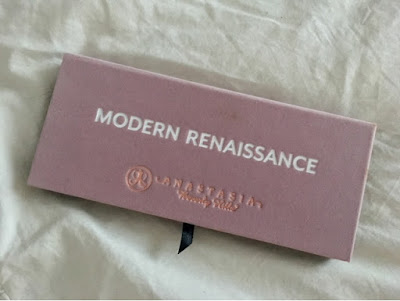 MODERN RENAISSANCE
ANASTASIA
Beverly Hills